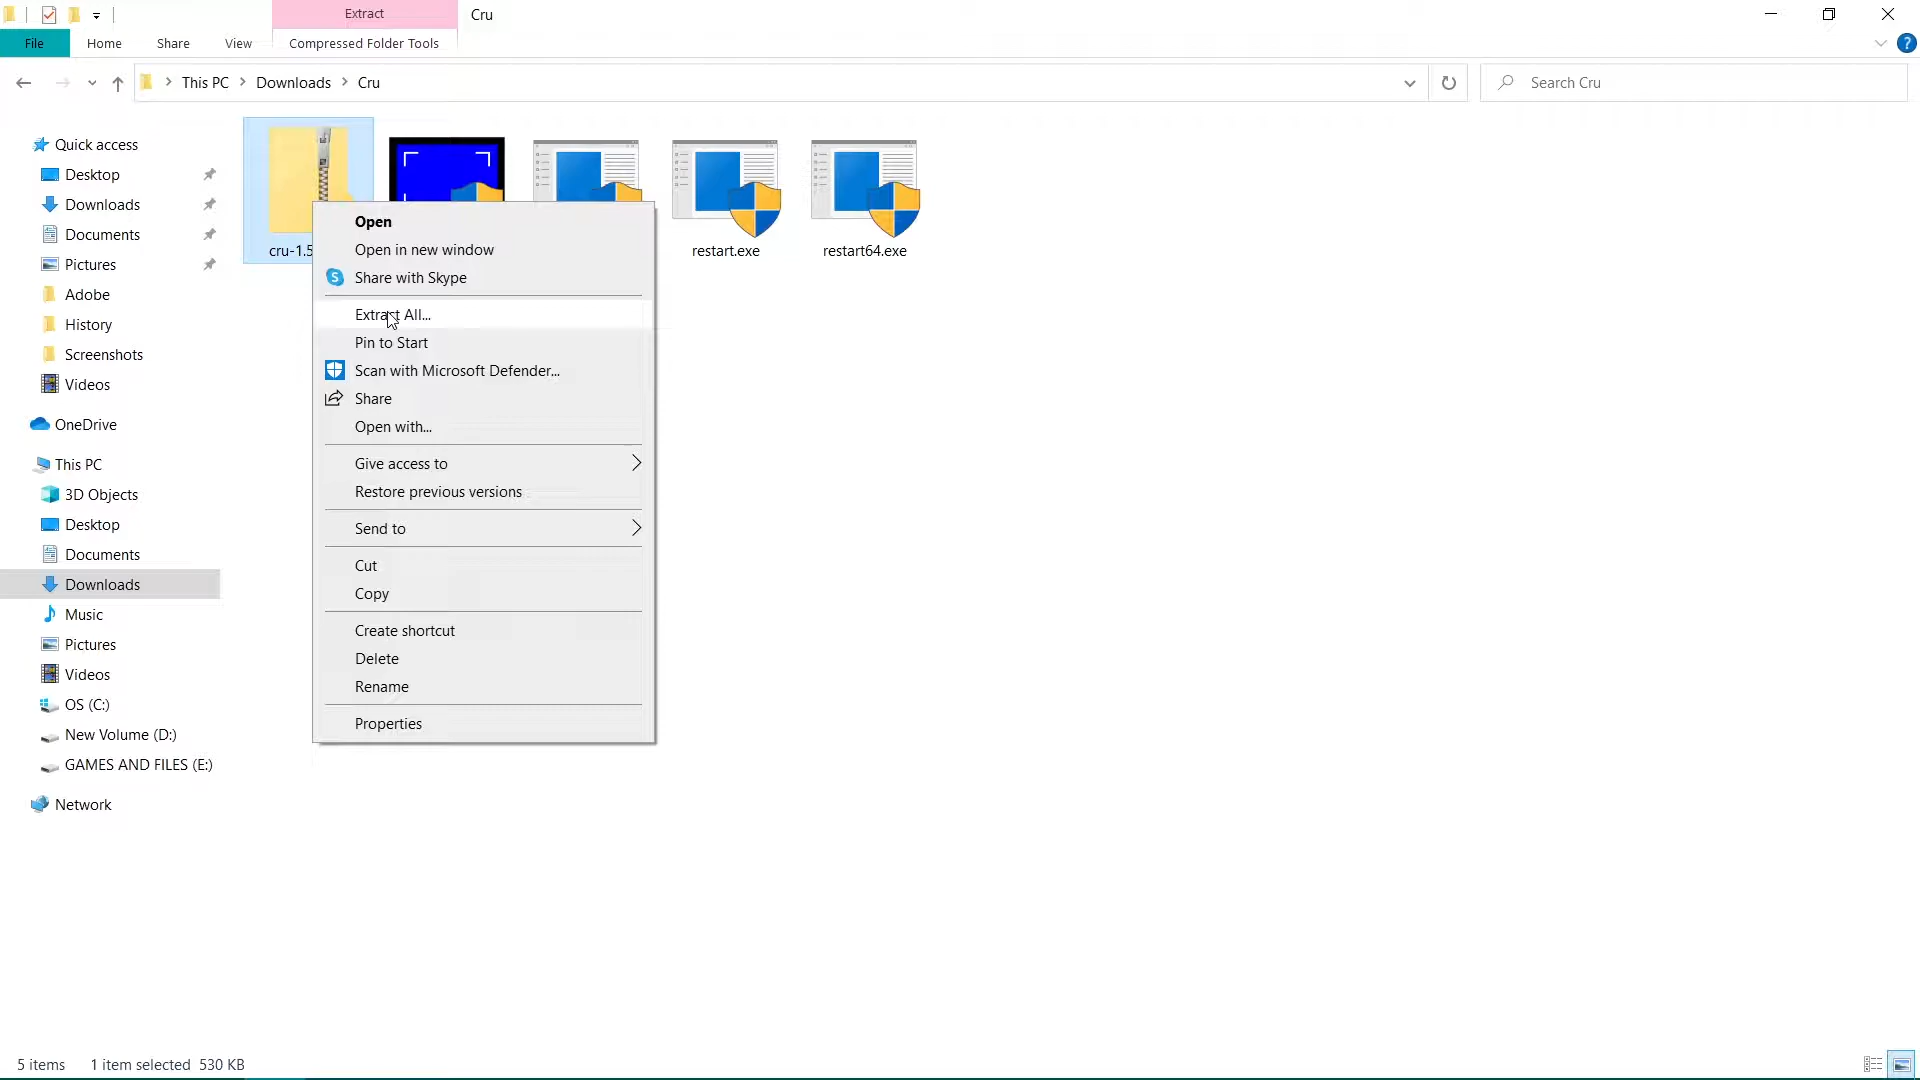 Extract
Cru
File
Home
Share
View
Compressed Folder Tools
?
This PC
Downloads
Cru
Search Cru
Quick access
Desktop
Downloads
Documents
Pictures
Adobe
History
Screenshots
Videos
OneDrive
This PC
3D Objects
Desktop
Documents
Downloads
Music
Pictures
Videos
OS (C:)
New Volume (D:)
GAMES AND FILES (E:)
Network
cru-1.5
restart.exe
restart64.exe
Open
Open in new window
S Share with Skype
Extract All...
Pin to Start
Scan with Microsoft Defender...
Share
Open with...
Give access to
Restore previous versions
Send to
Cut
Copy
Create shortcut
Delete
Rename
Properties
5 items
1 item selected 530 KB